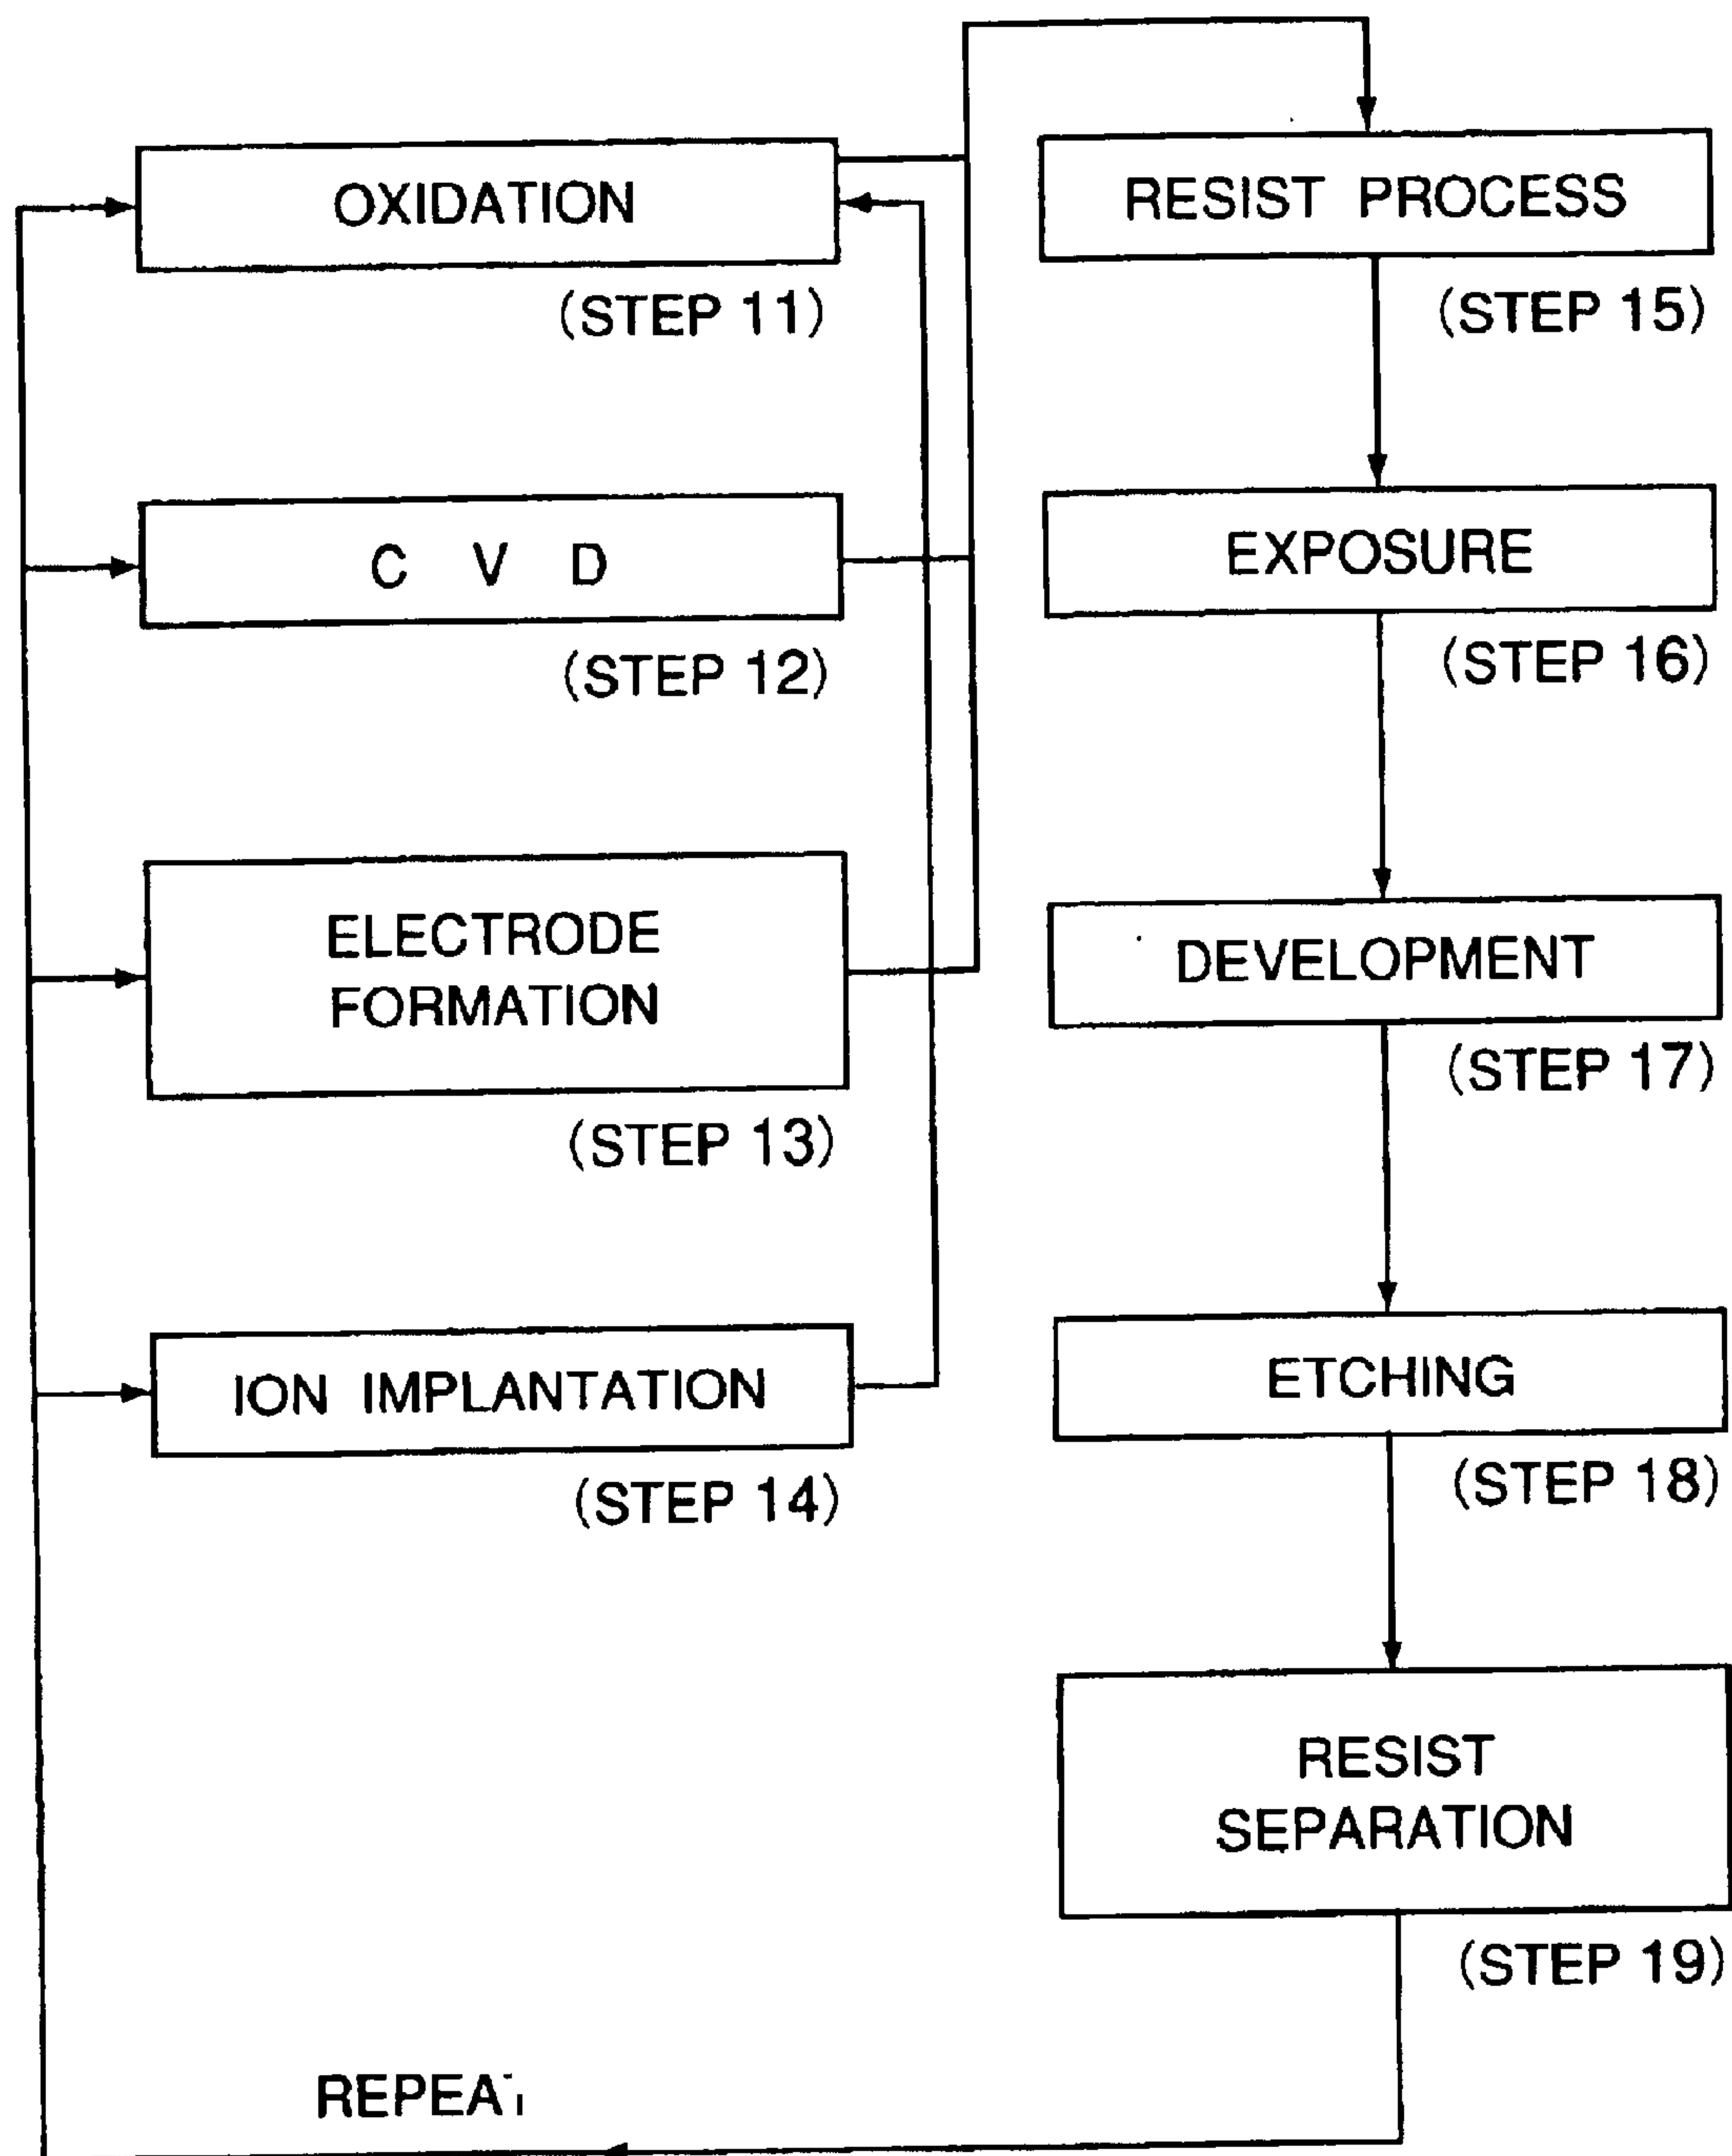 OXIDATION
(STEP 11)
C V D
(STEP 12)
ELECTRODE
FORMATION
(STEP 13)
ION IMPLANTATION
(STEP 14)
RESIST PROCESS
(STEP 15)
EXPOSURE
(STEP 16)
DEVELOPMENT
(STEP 17)
ETCHING
(STEP 18)
RESIST
SEPARATION
(STEP 19)
REPEAT